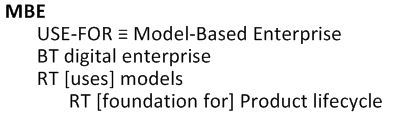 MBE
USE-FOR ≡ Model-Based Enterprise
BT digital enterprise
RT [uses] models
RT [foundation for] Product lifecycle